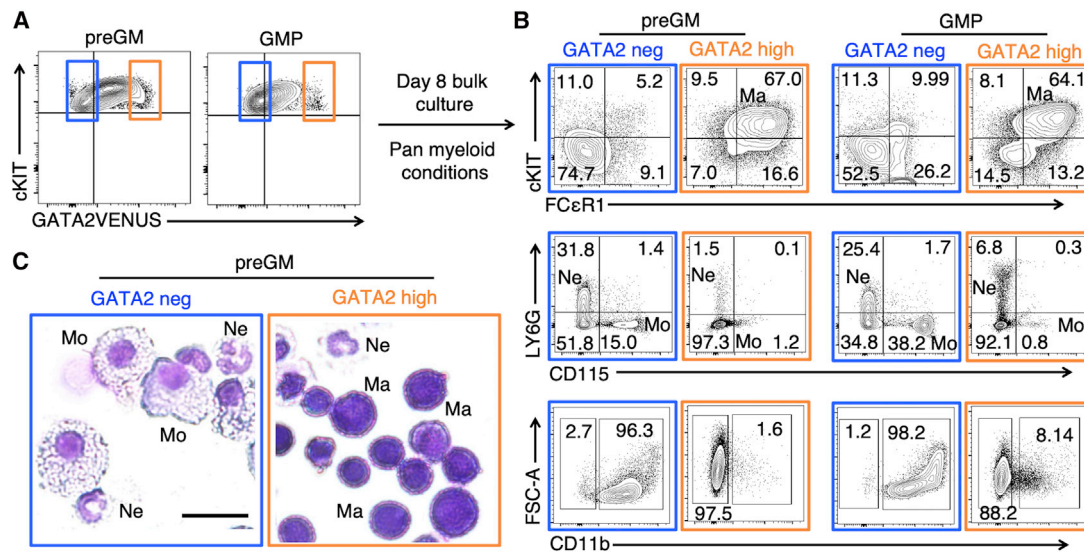 A
preGM
GMP
cKIT
GATA2VENUS
Day 8 bulk
culture
Pan myeloid
conditions
B
preGM
GMP
GATA2 neg
GATA2 high
GATA2 neg
GATA2 high
11.0
5.2
9.5
67.0
11.3
9.99
8.1
64.1
Ma
Ma
cKIT
74.7
9.1
7.0
16.6
52.5
26.2
14.5
13.2
FCεR1
31.8
1.4
1.5
0.1
25.4
1.7
6.8
0.3
Ne
Ne
Ne
Ne
LY6G
Mo
Mo
Mo
Mo
51.8
15.0
97.3
1.2
34.8
38.2
92.1
0.8
CD115
2.7
96.3
1.6
1.2
98.2
8.14
FSC-A
97.5
88.2
CD11b
C
preGM
GATA2 neg
GATA2 high
Mo
Ne
Mo
Ne
Ne
Ma
Ma
Ma